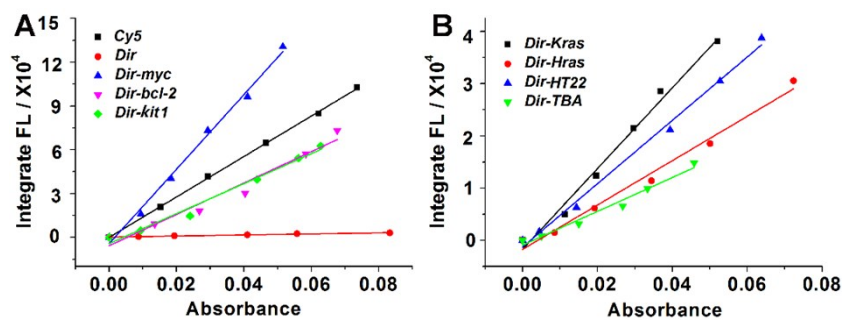 A
Integrate FL / X10⁴
15
12
9
6
3
0
Cy5
Dir
Dir-myc
Dir-bcl-2
Dir-kit1
0.00 0.02 0.04 0.06 0.08
Absorbance
B
Integrate FL / X10⁴
4
3
2
1
0
Dir-Kras
Dir-Hras
Dir-HT22
Dir-TBA
0.00 0.02 0.04 0.06 0.08
Absorbance